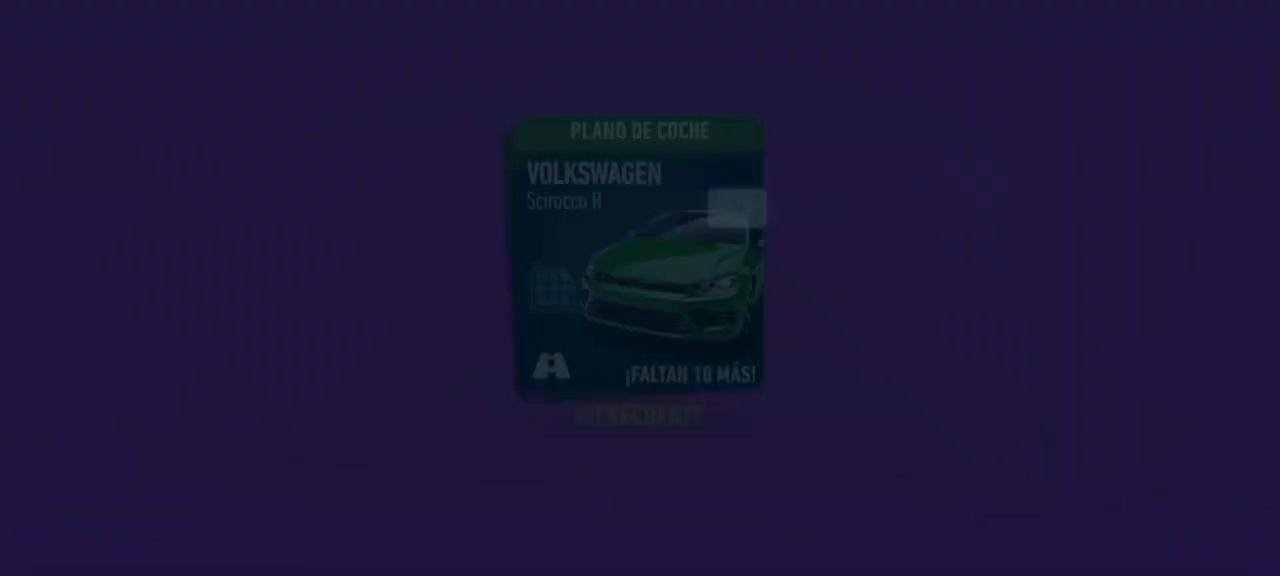 PLANO DE COCHE
VOLKSWAGEN
Scirocco R
¡FALTAN 10 MÁS!